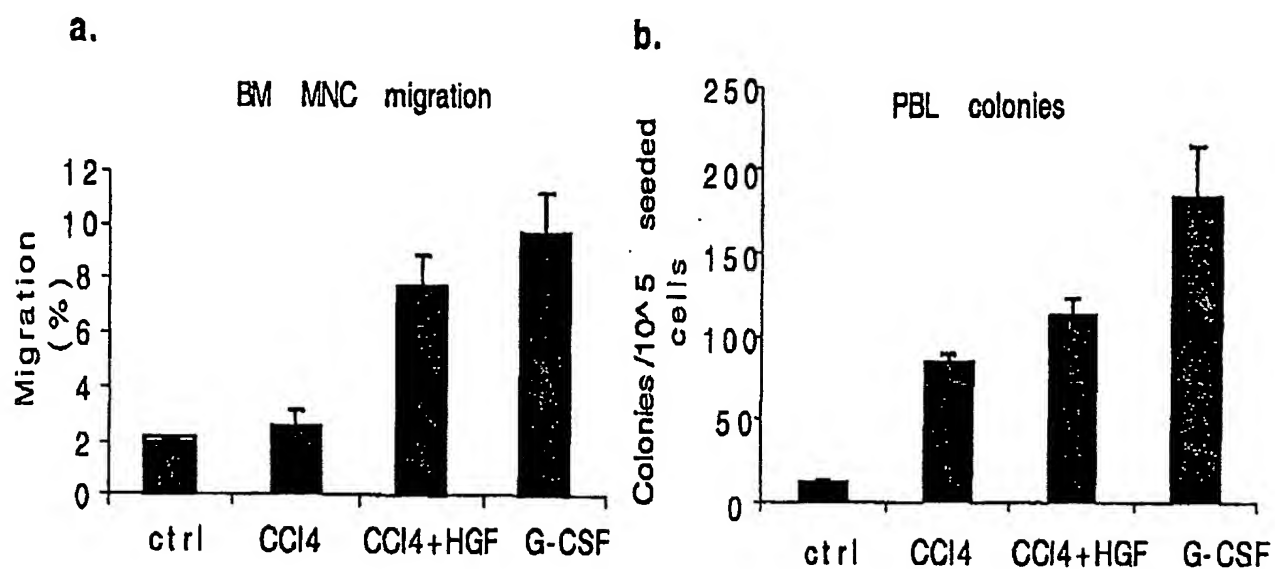 a.
BM MNC migration
Migration
(%)
12
10
8
6
4
2
0
ctrl CCl4 CCl4+HGF G-CSF
b.
PBL colonies
Colonies/10^5 seeded
cells
250
200
150
100
50
0
ctrl CCl4 CCl4+HGF G-CSF